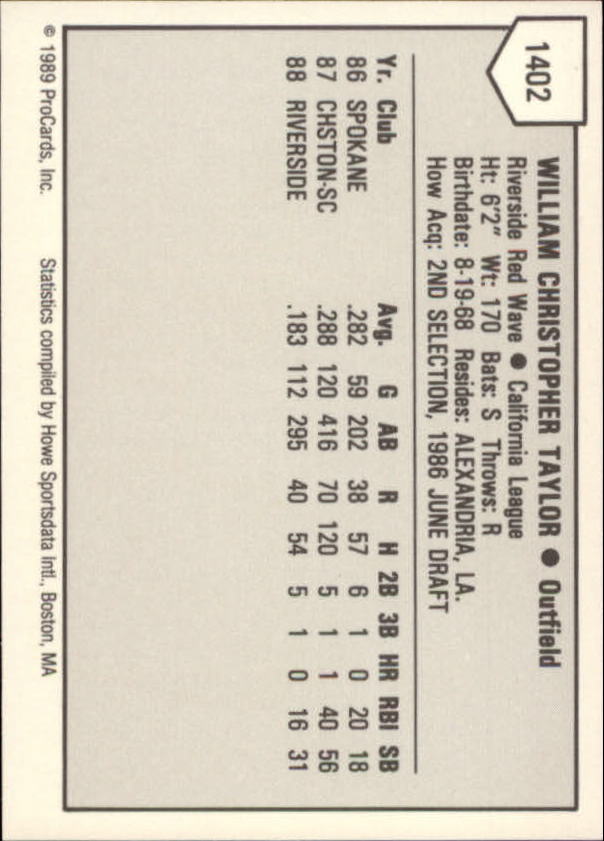 1402
WILLIAM CHRISTOPHER TAYLOR ● Outfield
Riverside Red Wave ● California League
Ht: 6'2" Wt: 170 Bats: S Throws: R
Birthdate: 8-19-68 Resides: ALEXANDRIA, LA.
How Acq: 2ND SELECTION, 1986 JUNE DRAFT
Yr. Club Avg. G AB R H 2B 3B HR RBI SB
86 SPOKANE .282 59 202 38 57 6 1 0 20 18
87 CHSTON-SC .288 120 416 70 120 5 1 1 40 56
88 RIVERSIDE .183 112 295 40 54 5 1 0 16 31
© 1989 ProCards, Inc. Statistics compiled by Howe Sportsdata Intl., Boston, MA